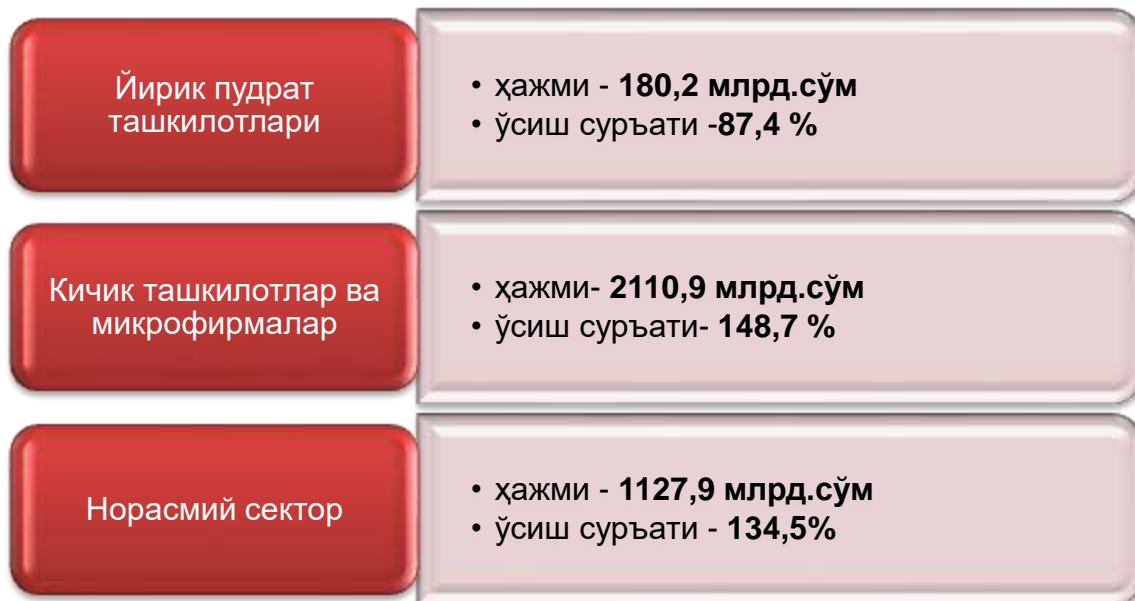 Йирик пудрат
ташкилотлари
• ҳажми - 180,2 млрд.сўм
• ўсиш суръати -87,4 %
Кичик ташкилотлар ва
микрофирмалар
• ҳажми- 2110,9 млрд.сўм
• ўсиш суръати- 148,7 %
Норасмий сектор
• ҳажми - 1127,9 млрд.сўм
• ўсиш суръати - 134,5%